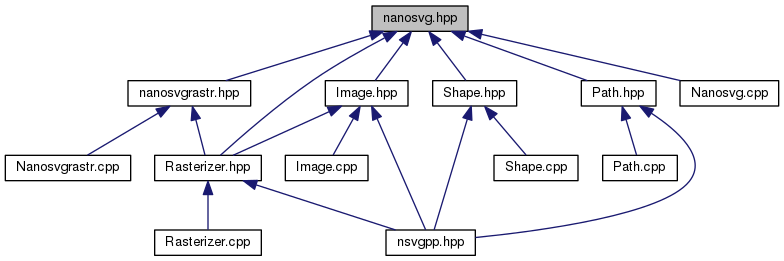 nanosvg.hpp
nanosvgrastr.hpp
Image.hpp
Shape.hpp
Path.hpp
Nanosvg.cpp
Nanosvgrastr.cpp
Rasterizer.hpp
Image.cpp
Shape.cpp
Path.cpp
Rasterizer.cpp
nsvgpp.hpp